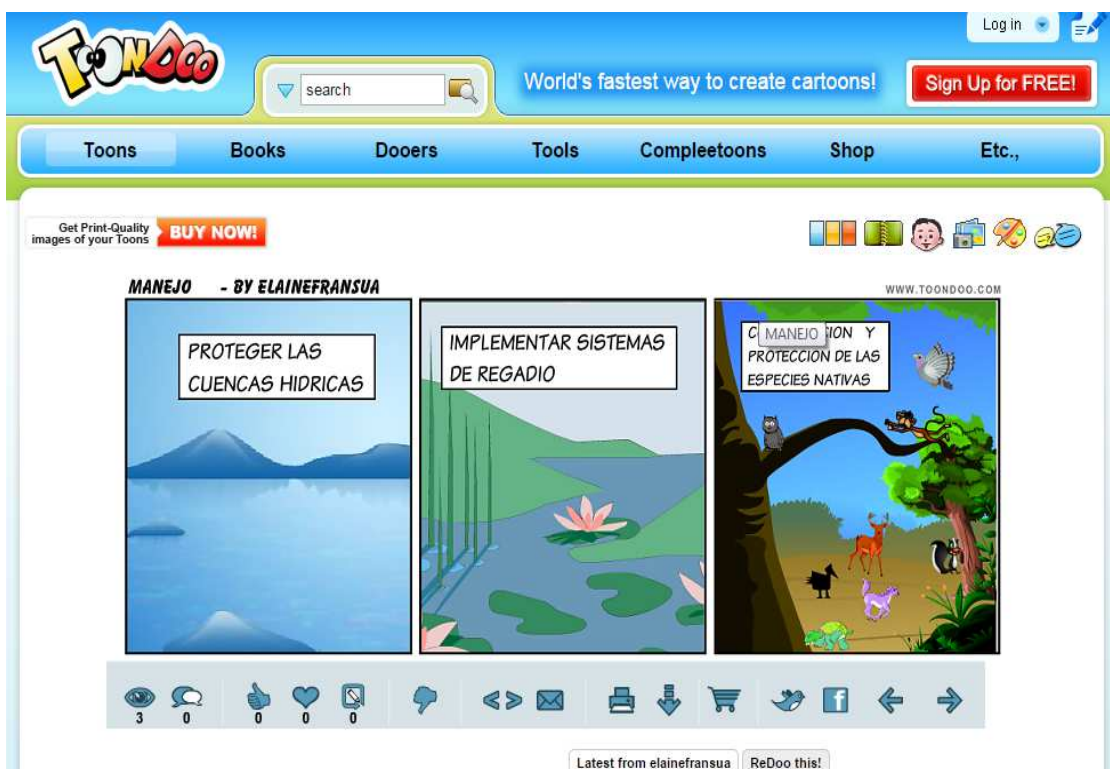 Log in
TOONDOO
search
World's fastest way to create cartoons!
Sign Up for FREE!
Toons Books Dooers Tools Compleetoons Shop Etc.,
Get Print-Quality
images of your Toons
BUY NOW!
MANEJO - BY ELAINEFRANSUA
WWW.TOONDOO.COM
PROTEGER LAS
CUENCAS HIDRICAS
IMPLEMENTAR SISTEMAS
DE REGADIO
MANEJO
Y
PROTECCION DE LAS
ESPECIES NATIVAS
3 0 0 0 0
Latest from elainefransua
ReDoo this!